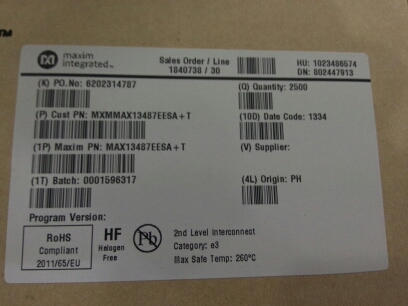 maxim
integrated™
Sales Order / Line
1840738 / 30
HU: 1023486574
DN: 802447913
(K) PO.No: 6202314787
(Q) Quantity: 2500
(P) Cust PN: MXMMAX13487EESA+T
(10D) Date Code: 1334
(1P) Maxim PN: MAX13487EESA+T
(V) Supplier:
(1T) Batch: 0001596317
(4L) Origin: PH
Program Version:
RoHS
Compliant
2011/65/EU
HF
Halogen
Free
Pb
2nd Level Interconnect
Category: e3
Max Safe Temp: 260°C